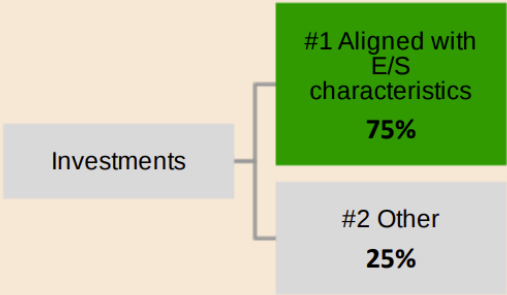 Investments
#1 Aligned with
E/S
characteristics
75%
#2 Other
25%